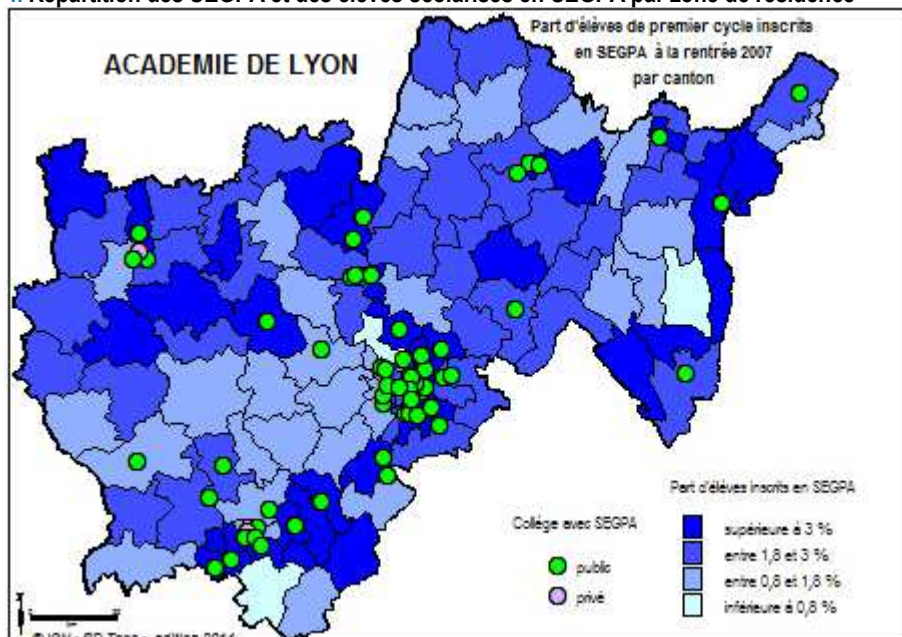 Répartition des SEGPA et des élèves scolarisés en SEGPA par zone de résidence
ACADEMIE DE LYON
Part d'élèves de premier cycle inscrits
en SEGPA à la rentrée 2007
par canton
Part d'élèves inscrits en SEGPA
Collège avec SEGPA
public
privé
supérieure à 3 %
entre 1,8 et 3 %
entre 0,8 et 1,8 %
inférieure à 0,8 %